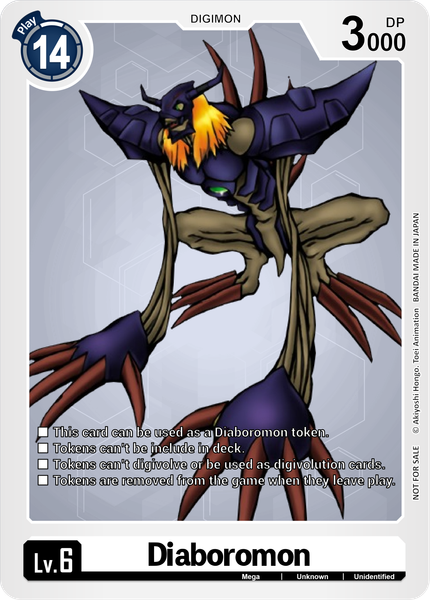 Play
14
DIGIMON
DP
3000
■ This card can be used as a Diaboromon token.
■ Tokens can't be include in deck.
■ Tokens can't digivolve or be used as digivolution cards.
■ Tokens are removed from the game when they leave play.
NOT FOR SALE © Akiyoshi Hongo, Toei Animation BANDAI MADE IN JAPAN
Lv.6
Diaboromon
Mega | Unknown | Unidentified